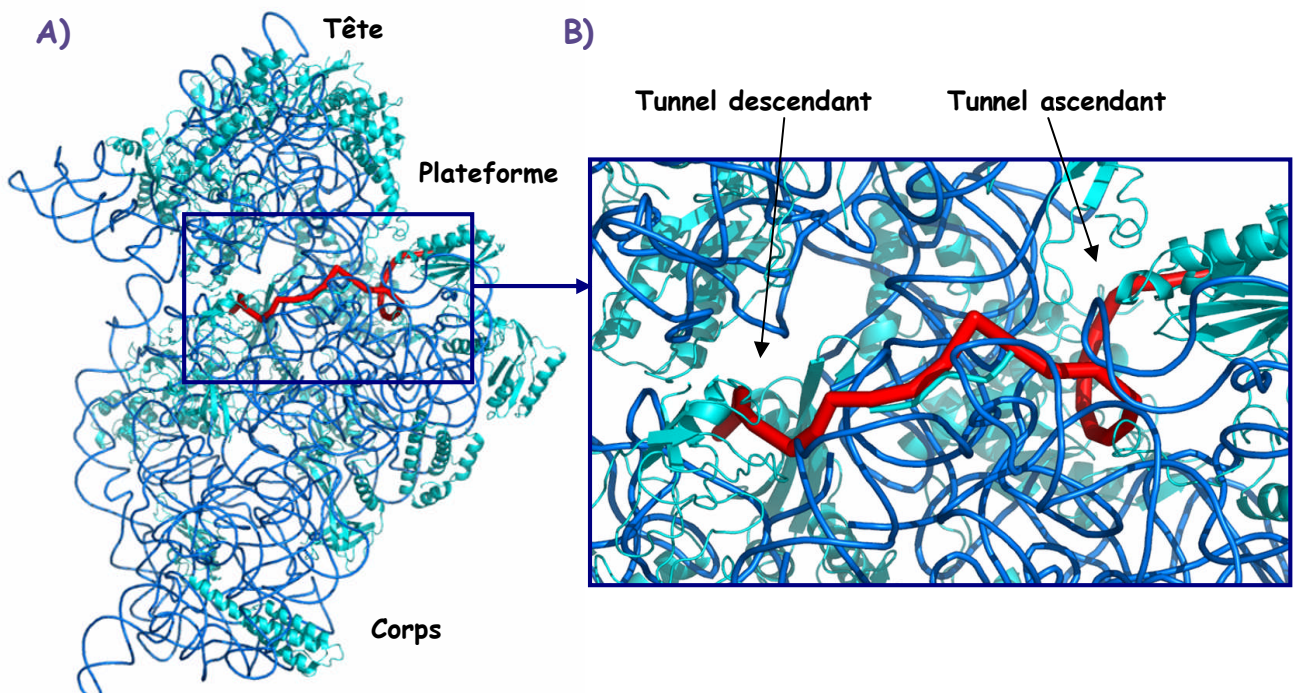 A)
Tête
B)
Tunnel descendant
Tunnel ascendant
Plateforme
Corps